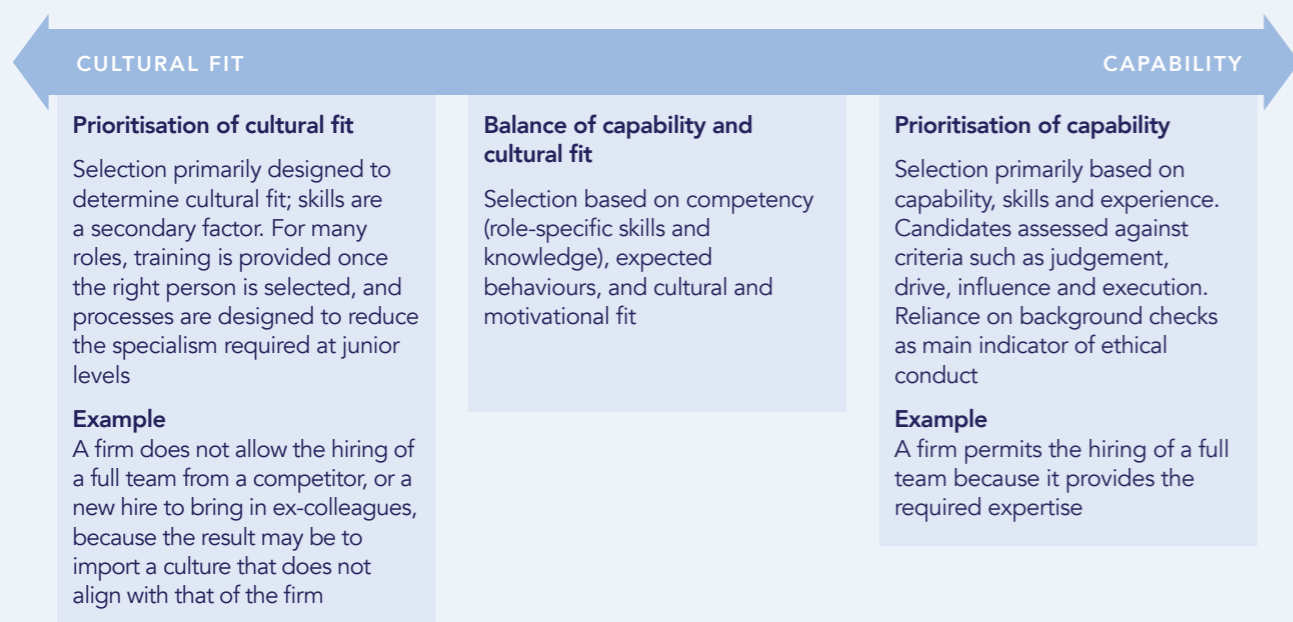 CULTURAL FIT
CAPABILITY
Prioritisation of cultural fit
Selection primarily designed to
determine cultural fit; skills are
a secondary factor. For many
roles, training is provided once
the right person is selected, and
processes are designed to reduce
the specialism required at junior
levels
Example
A firm does not allow the hiring of
a full team from a competitor, or a
new hire to bring in ex-colleagues,
because the result may be to
import a culture that does not
align with that of the firm
Balance of capability and
cultural fit
Selection based on competency
(role-specific skills and
knowledge), expected
behaviours, and cultural and
motivational fit
Prioritisation of capability
Selection primarily based on
capability, skills and experience.
Candidates assessed against
criteria such as judgement,
drive, influence and execution.
Reliance on background checks
as main indicator of ethical
conduct
Example
A firm permits the hiring of a full
team because it provides the
required expertise